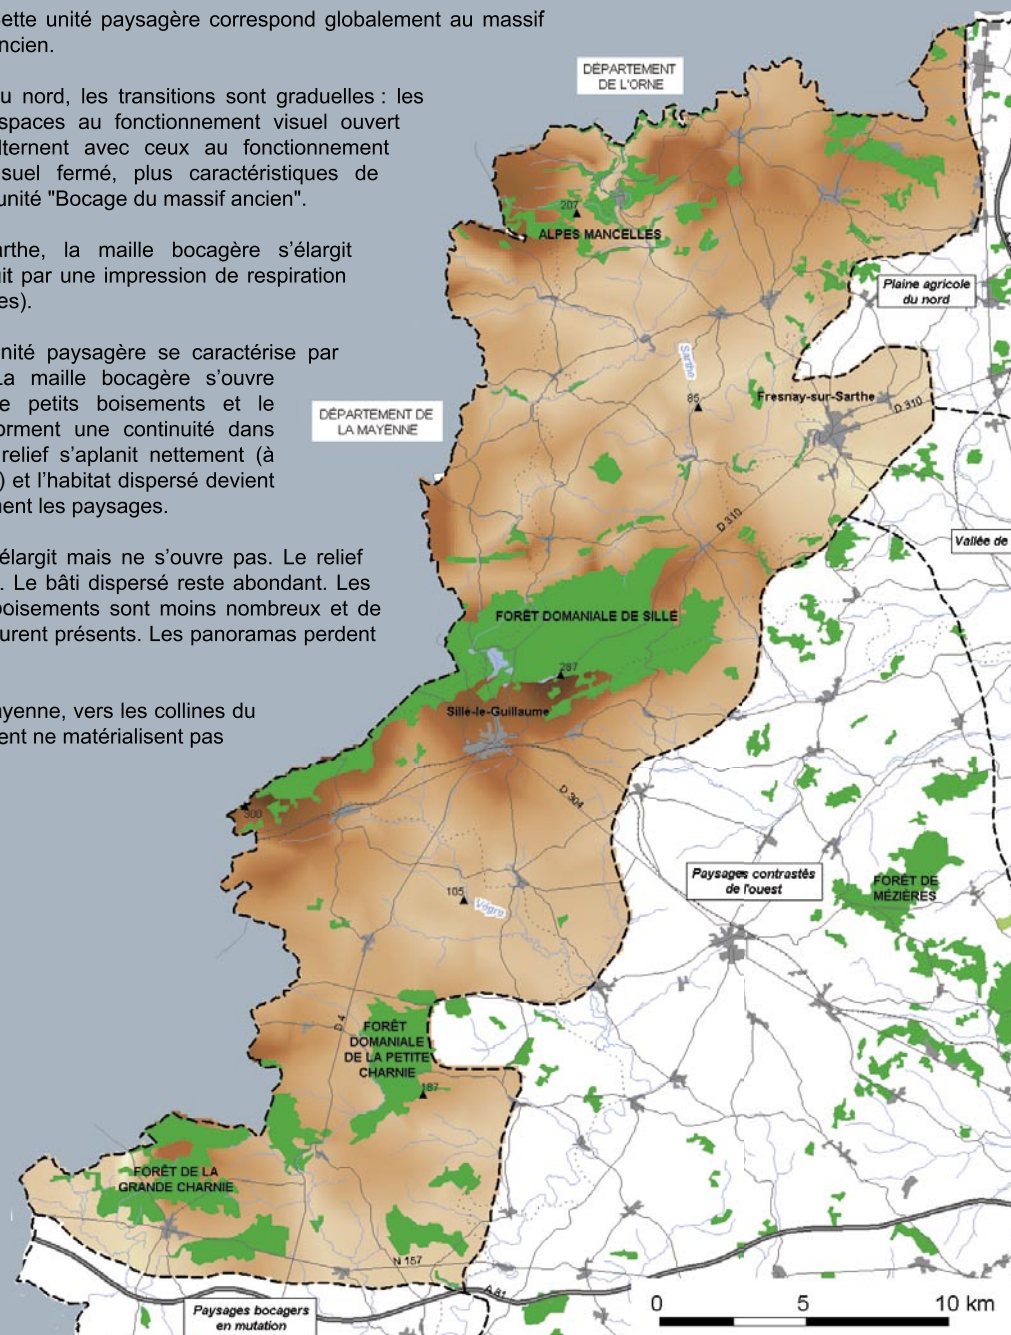 ette unité paysagère correspond globalement au massif
ncien.
u nord, les transitions sont graduelles : les
spaces au fonctionnement visuel ouvert
lternent avec ceux au fonctionnement
suel fermé, plus caractéristiques de
unité "Bocage du massif ancien".
arthe, la maille bocagère s’élargit
it par une impression de respiration
es).
nité paysagère se caractérise par
La maille bocagère s’ouvre
e petits boisements et le
orment une continuité dans
relief s’aplanit nettement (à
) et l’habitat dispersé devient
nent les paysages.
élargit mais ne s’ouvre pas. Le relief
. Le bâti dispersé reste abondant. Les
boisements sont moins nombreux et de
urent présents. Les panoramas perdent
ayenne, vers les collines du
ent ne matérialisent pas
DÉPARTEMENT
DE L'ORNE
207
ALPES MANCELLES
Plaine agricole
du nord
Sarthe
85
Fresnay-sur-Sarthe
D 310
DÉPARTEMENT DE
LA MAYENNE
D 310
Vallée de
FORÊT DOMANIALE DE SILLÉ
287
Sillé-le-Guillaume
D 304
300
Paysages contrastés
de l'ouest
FORÊT DE
MÉZIÈRES
105
Vègre
D 4
FORÊT
DOMANIALE
DE LA PETITE
CHARNIE
187
FORÊT DE LA
GRANDE CHARNIE
N 157
A 81
Paysages bocagers
en mutation
0 5 10 km